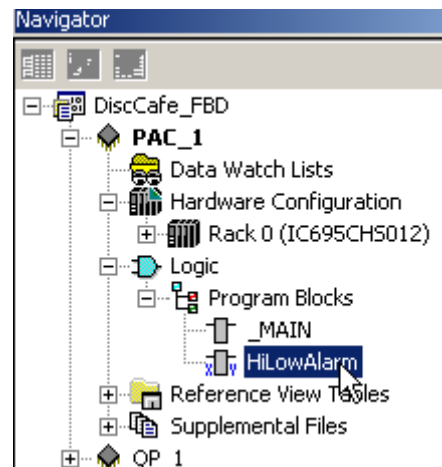 Navigator
DiscCafe_FBD
PAC_1
Data Watch Lists
Hardware Configuration
Rack 0 (IC695CHS012)
Logic
Program Blocks
_MAIN
HiLowAlarm
Reference View Tables
Supplemental Files
QP_1